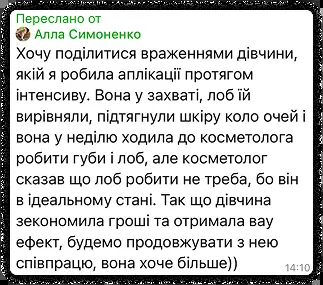 Переслано от
Алла Симоненко
Хочу поділитися враженнями дівчини,
якій я робила аплікації протягом
інтенсиву. Вона у захваті, лоб їй
вирівняли, підтягнули шкіру коло очей і
вона у неділю ходила до косметолога
робити губи і лоб, але косметолог
сказав що лоб робити не треба, бо він
в ідеальному стані. Так що дівчина
зекономила гроші та отримала вау
ефект, будемо продовжувати з нею
співпрацю, вона хоче більше))
14:10